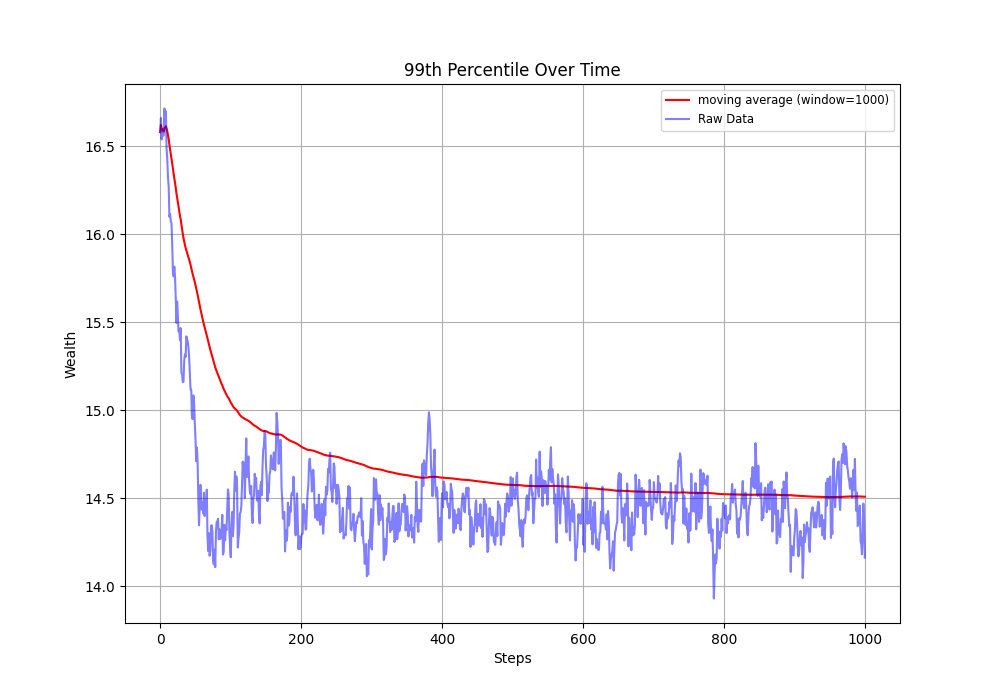 99th Percentile Over Time
moving average (window=1000)
Raw Data
16.5
16.0
15.5
15.0
14.5
14.0
Wealth
0 200 400 600 800 1000
Steps